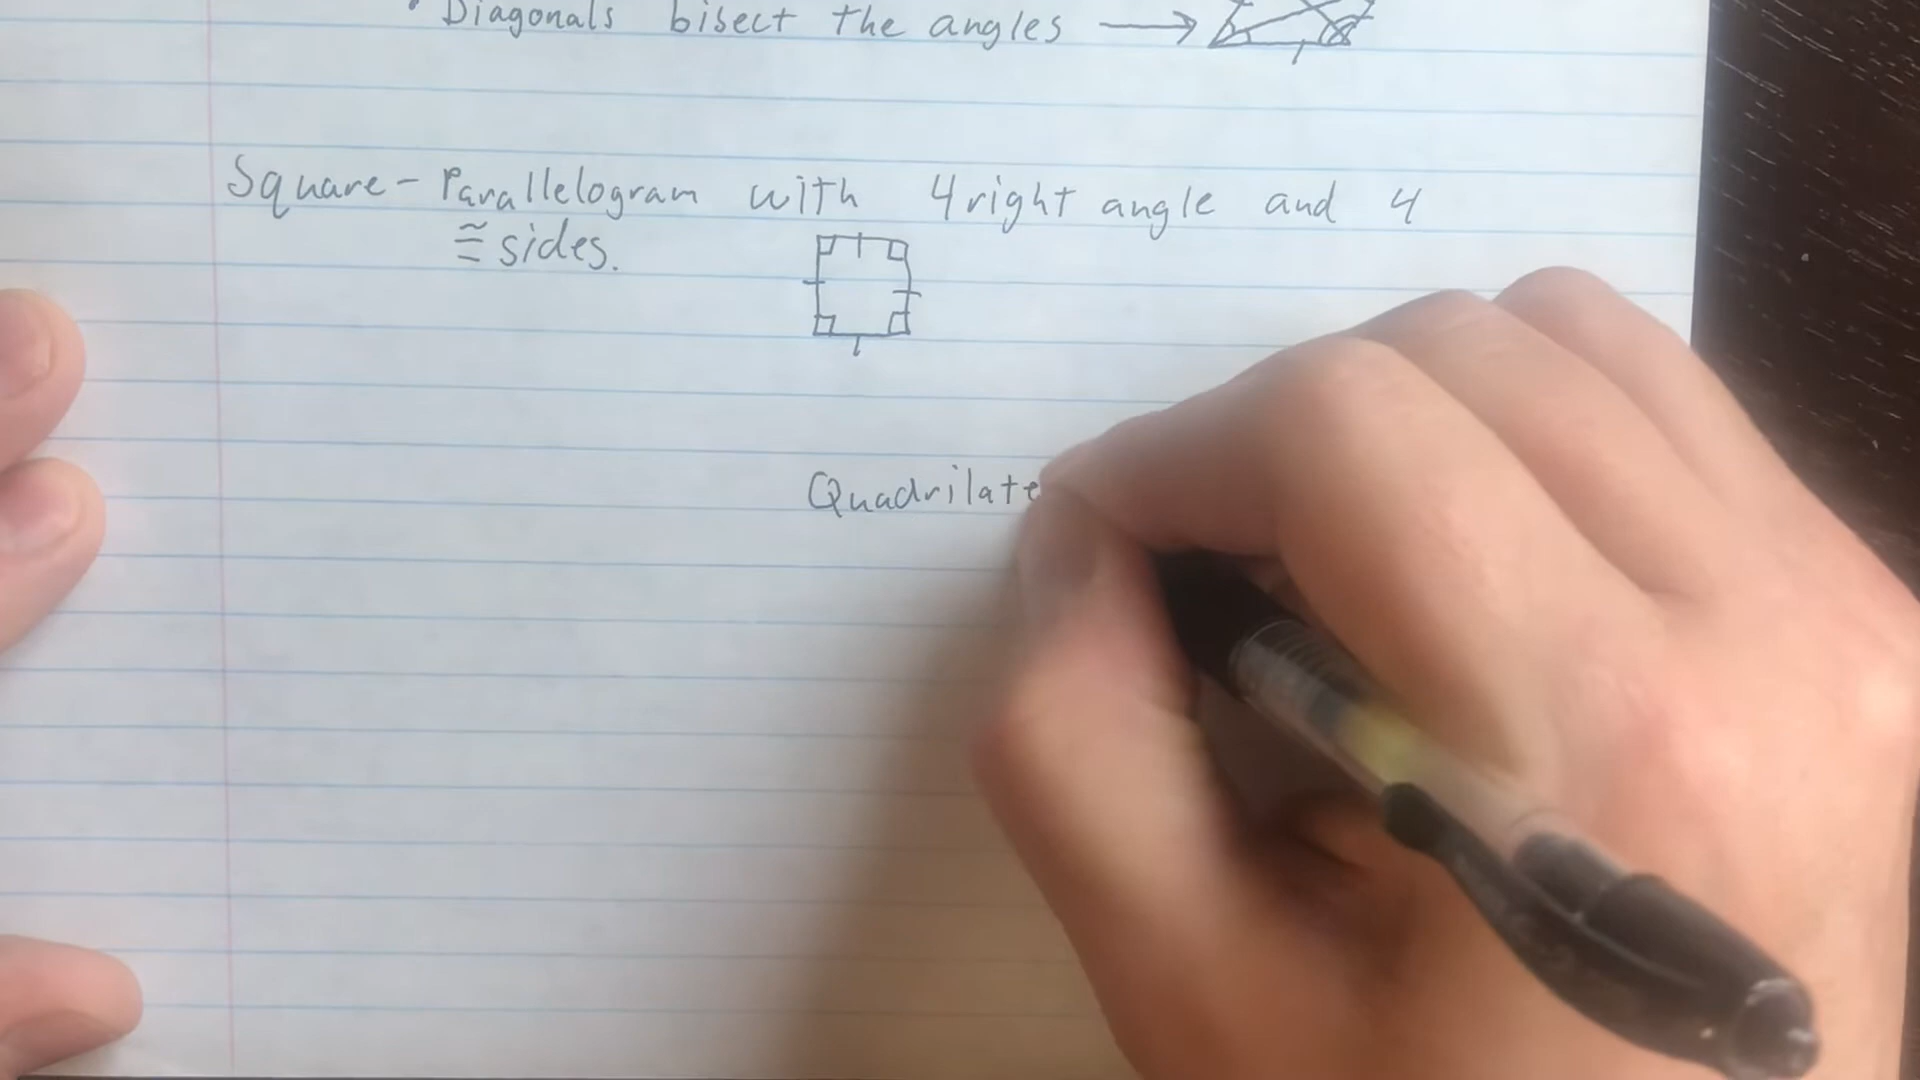 • Diagonals bisect the angles →
Square - Parallelogram with 4 right angle and 4
≅ sides.
Quadrilate